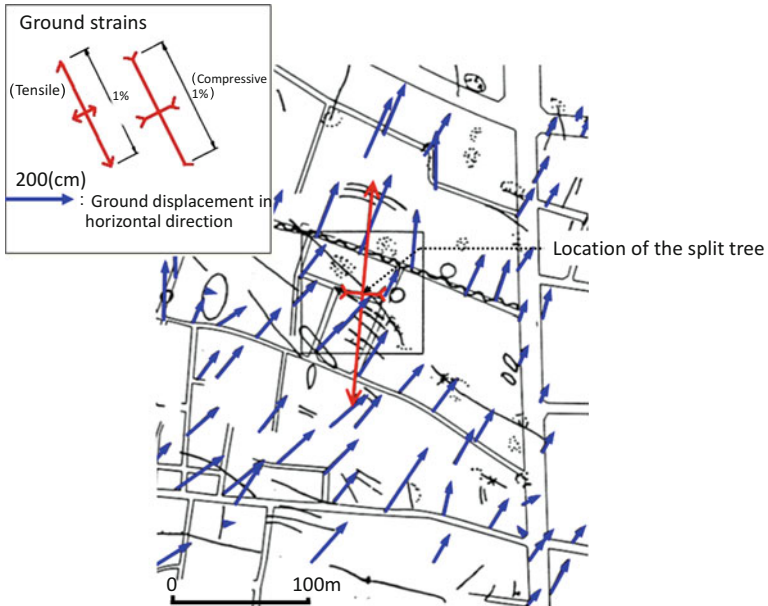 Ground strains
(Tensile)
1%
(Compressive
1%)
200(cm)
: Ground displacement in
horizontal direction
Location of the split tree
0
100m